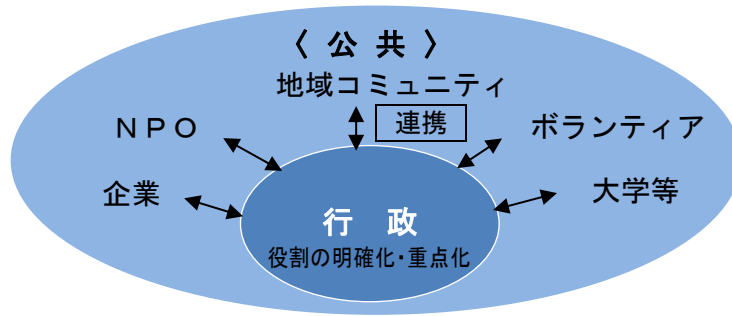 〈 公 共 〉
地域コミュニティ
連携
ＮＰＯ
ボランティア
企業
大学等
行 政
役割の明確化・重点化